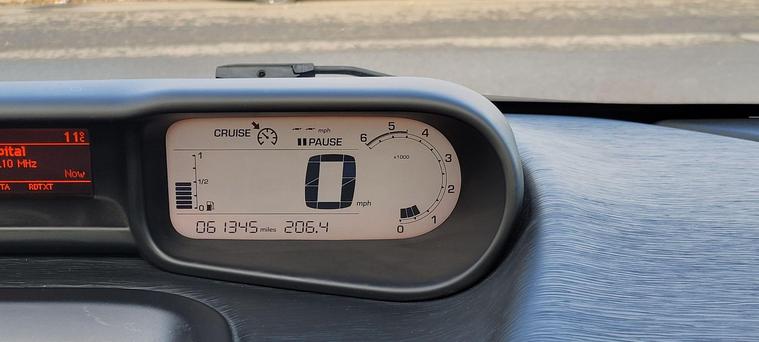 11°C
pital
.10 MHz
Now
TA RDTXT
CRUISE -- -- mph
PAUSE
1
1/2
0
0 mph
061345 miles 206.4
x1000
6
5
4
3
2
1
0